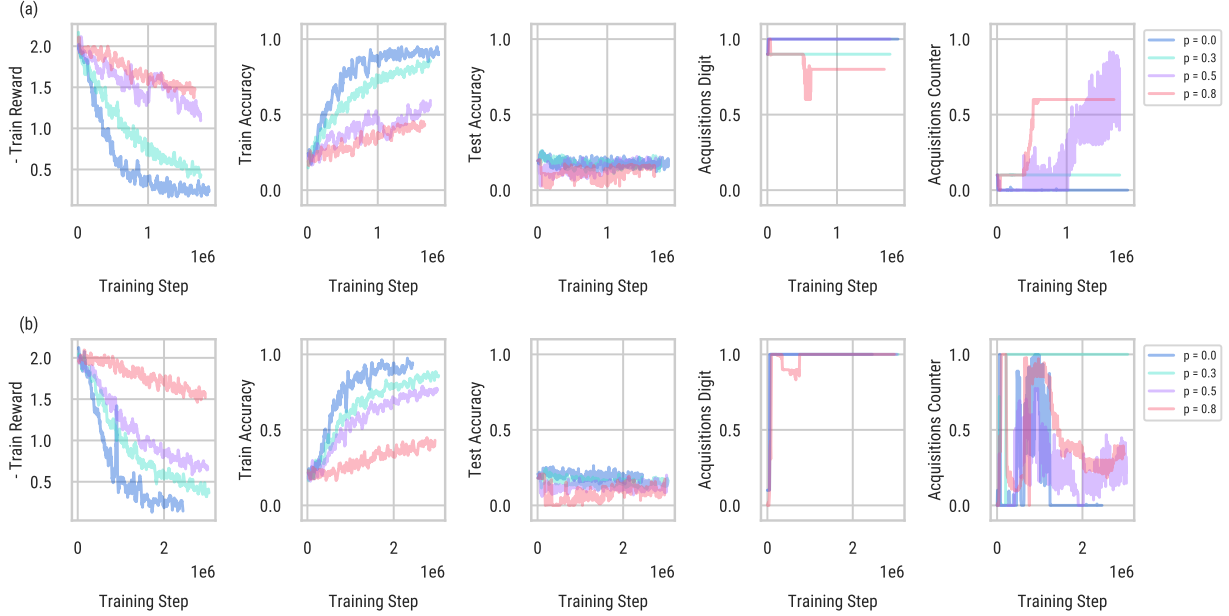 (a)
- Train Reward
2.0
1.5
1.0
0.5
0
1
1e6
Training Step
Train Accuracy
1.0
0.5
0.0
0
1
1e6
Training Step
Test Accuracy
1.0
0.5
0.0
0
1
1e6
Training Step
Acquisitions Digit
1.0
0.5
0.0
0
1
1e6
Training Step
Acquisitions Counter
1.0
0.5
0.0
0
1
1e6
Training Step
p = 0.0
p = 0.3
p = 0.5
p = 0.8
(b)
- Train Reward
2.0
1.5
1.0
0.5
0
2
1e6
Training Step
Train Accuracy
1.0
0.5
0.0
0
2
1e6
Training Step
Test Accuracy
1.0
0.5
0.0
0
2
1e6
Training Step
Acquisitions Digit
1.0
0.5
0.0
0
2
1e6
Training Step
Acquisitions Counter
1.0
0.5
0.0
0
2
1e6
Training Step
p = 0.0
p = 0.3
p = 0.5
p = 0.8